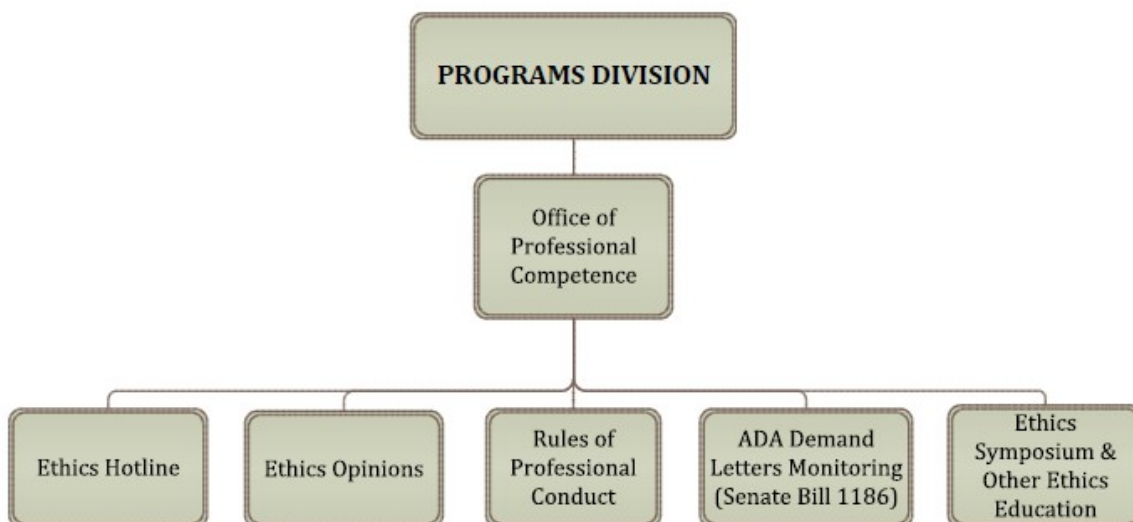 PROGRAMS DIVISION
Office of
Professional
Competence
Ethics Hotline
Ethics Opinions
Rules of
Professional
Conduct
ADA Demand
Letters Monitoring
(Senate Bill 1186)
Ethics
Symposium &
Other Ethics
Education